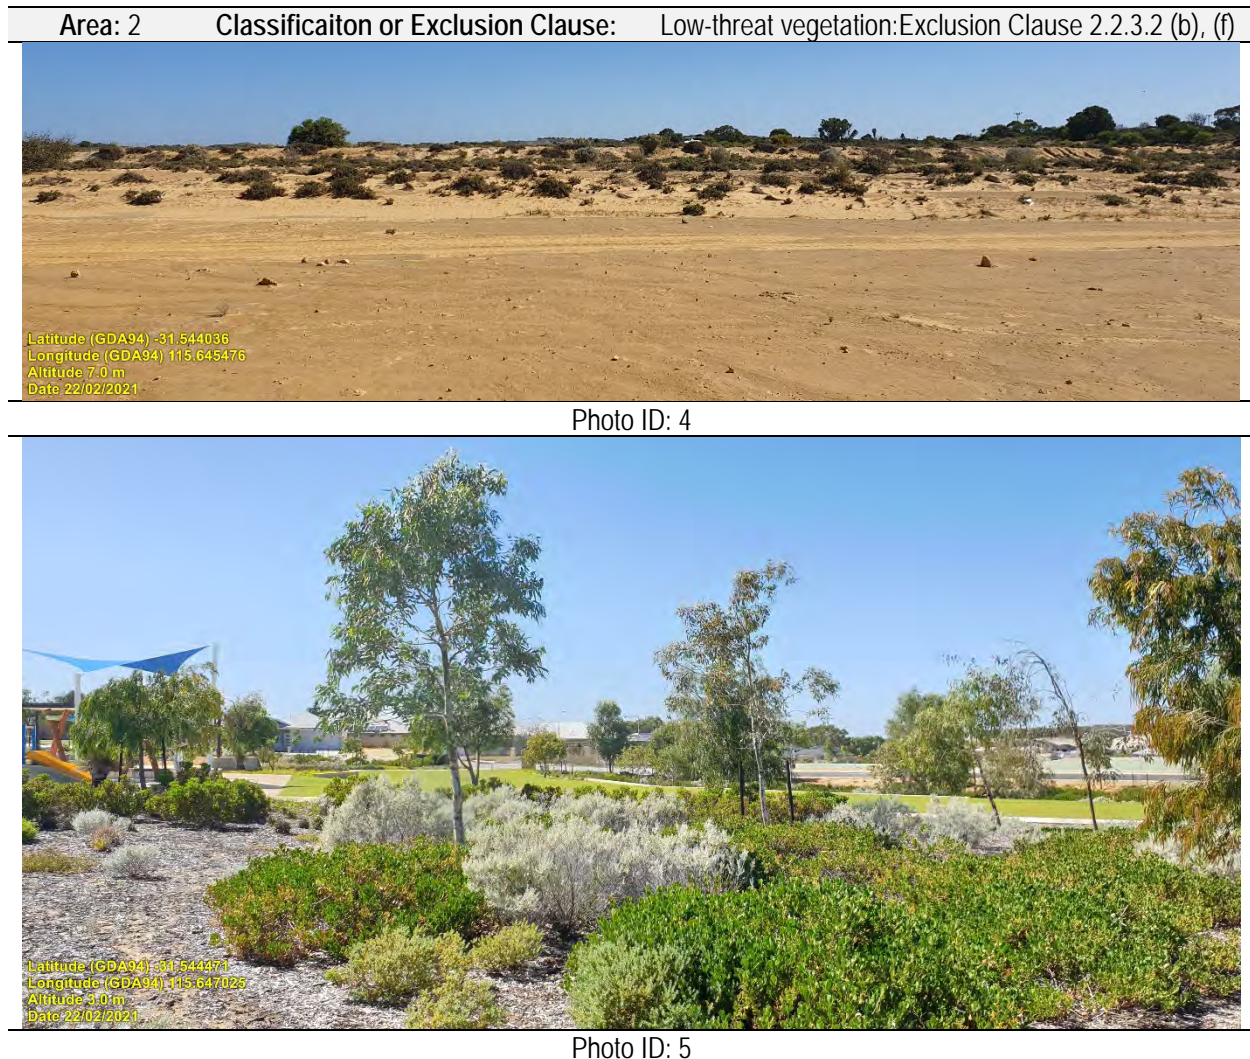 Area: 2 Classificaiton or Exclusion Clause: Low-threat vegetation:Exclusion Clause 2.2.3.2 (b), (f)
Latitude (GDA94) -31.544036
Longitude (GDA94) 115.645476
Altitude 7.0 m
Date 22/02/2021
Photo ID: 4
Latitude (GDA94) -31.544471
Longitude (GDA94) 115.647025
Altitude 3.0 m
Date 22/02/2021
Photo ID: 5